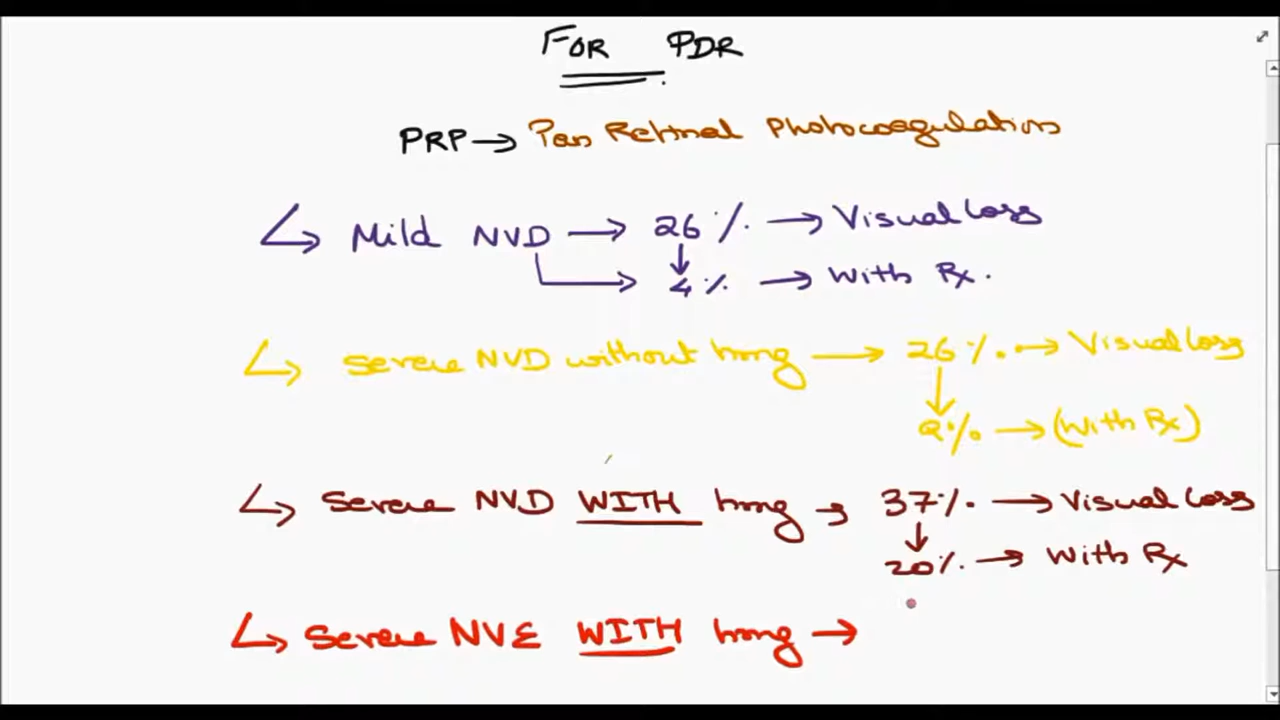 FOR PDR
PRP → Pan Retinal Photocoagulation
↳ Mild NVD → 26% → Visual Loss
↳ 4% → With Rx.
↳ Severe NVD without hmg → 26% → Visual Loss
↓ 9% → (With Rx)
↳ Severe NVD WITH hmg → 37% → Visual Loss
↓ 20% → With Rx
↳ Severe NVE WITH hmg →